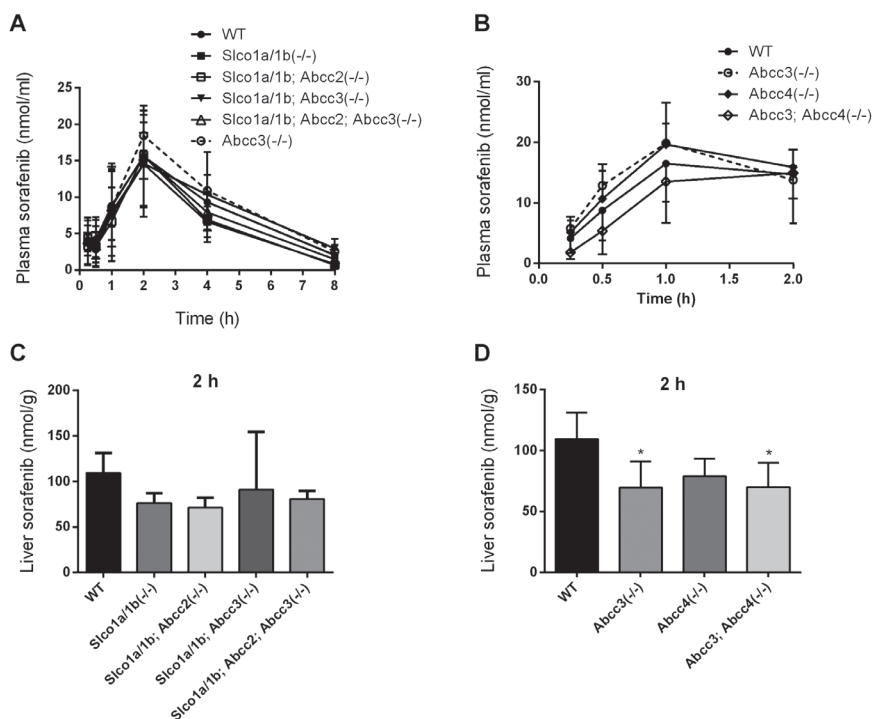 A
WT
Slco1a/1b(-/-)
Slco1a/1b; Abcc2(-/-)
Slco1a/1b; Abcc3(-/-)
Slco1a/1b; Abcc2; Abcc3(-/-)
Abcc3(-/-)
Plasma sorafenib (nmol/ml)
25
20
15
10
5
0
0 1 2 3 4 5 6 7 8
Time (h)
B
WT
Abcc3(-/-)
Abcc4(-/-)
Abcc3; Abcc4(-/-)
Plasma sorafenib (nmol/ml)
30
20
10
0
0.0 0.5 1.0 1.5 2.0
Time (h)
C
2 h
Liver sorafenib (nmol/g)
200
150
100
50
0
WT
Slco1a/1b(-/-)
Slco1a/1b; Abcc2(-/-)
Slco1a/1b; Abcc3(-/-)
Slco1a/1b; Abcc2; Abcc3(-/-)
D
2 h
Liver sorafenib (nmol/g)
150
100
50
0
* *
WT
Abcc3(-/-)
Abcc4(-/-)
Abcc3; Abcc4(-/-)